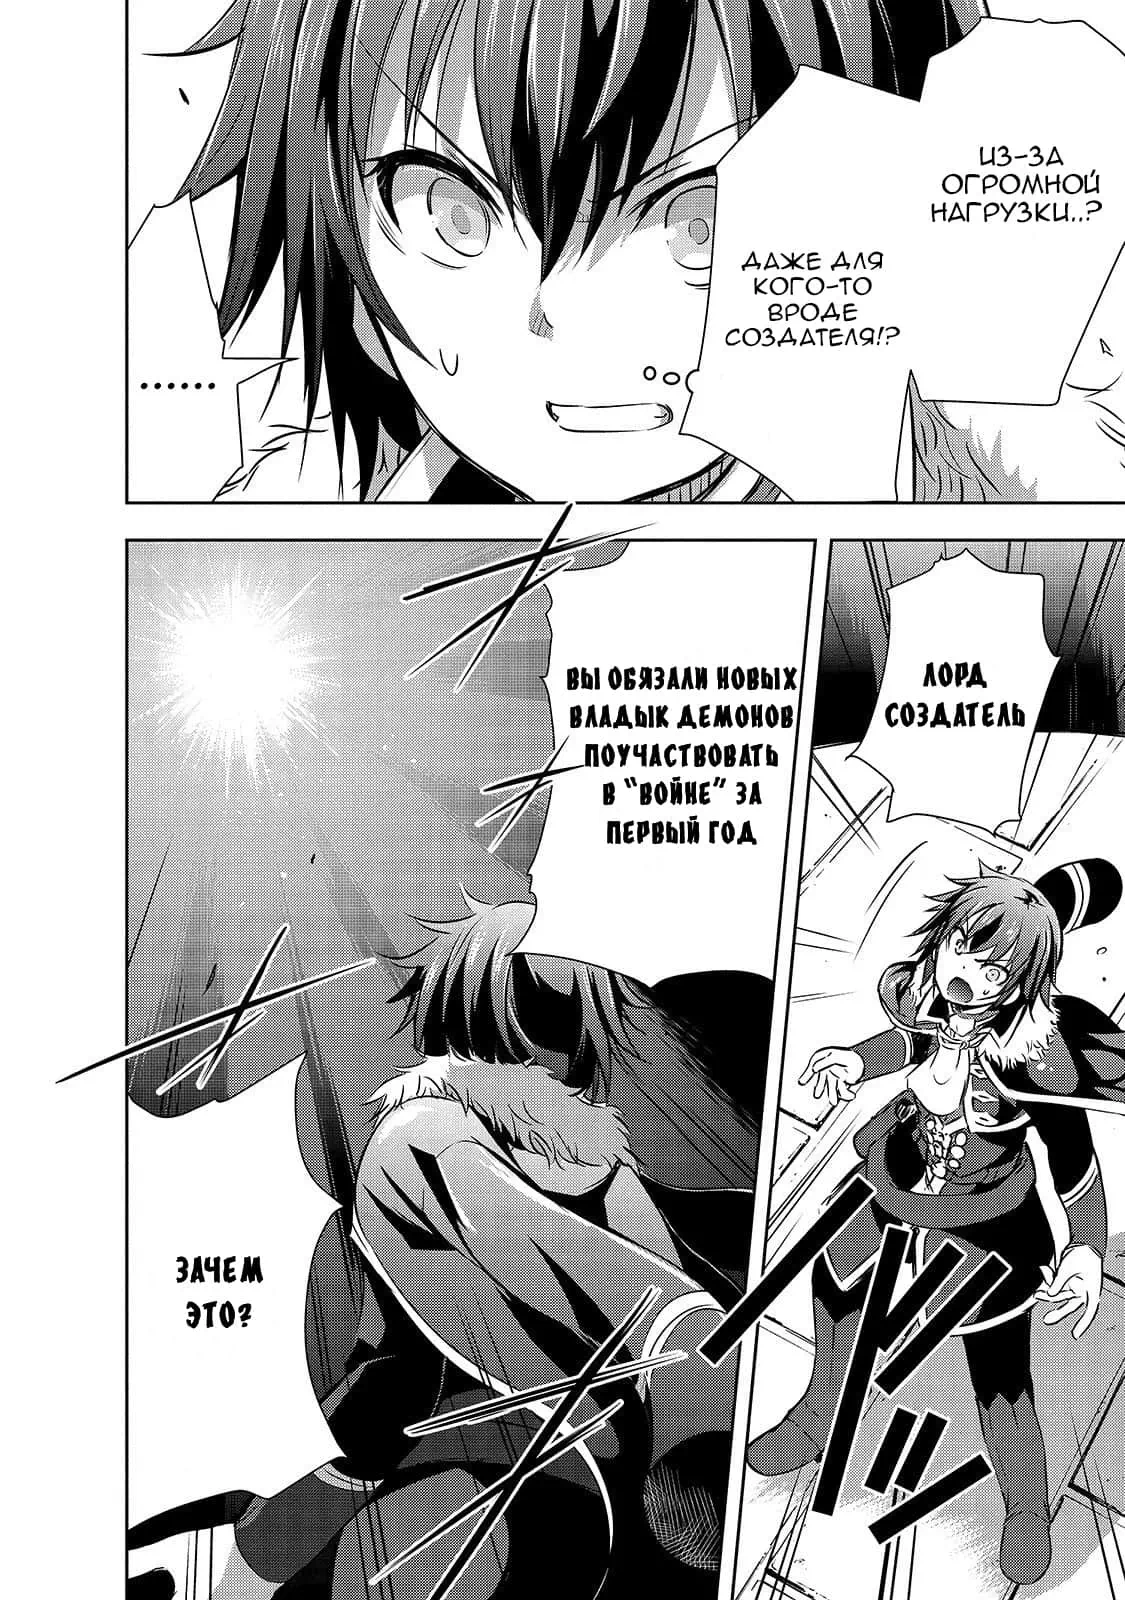 ИЗ-ЗА
ОГРОМНОЙ
НАГРУЗКИ..?
ДАЖЕ ДЛЯ
КОГО-ТО
ВРОДЕ
СОЗДАТЕЛЯ!?
......
ЛОРД
СОЗДАТЕЛЬ
ВЫ ОБЯЗАЛИ НОВЫХ
ВЛАДЫК ДЕМОНОВ
ПОУЧАСТВОВАТЬ
В "ВОЙНЕ" ЗА
ПЕРВЫЙ ГОД
ЗАЧЕМ
ЭТО?